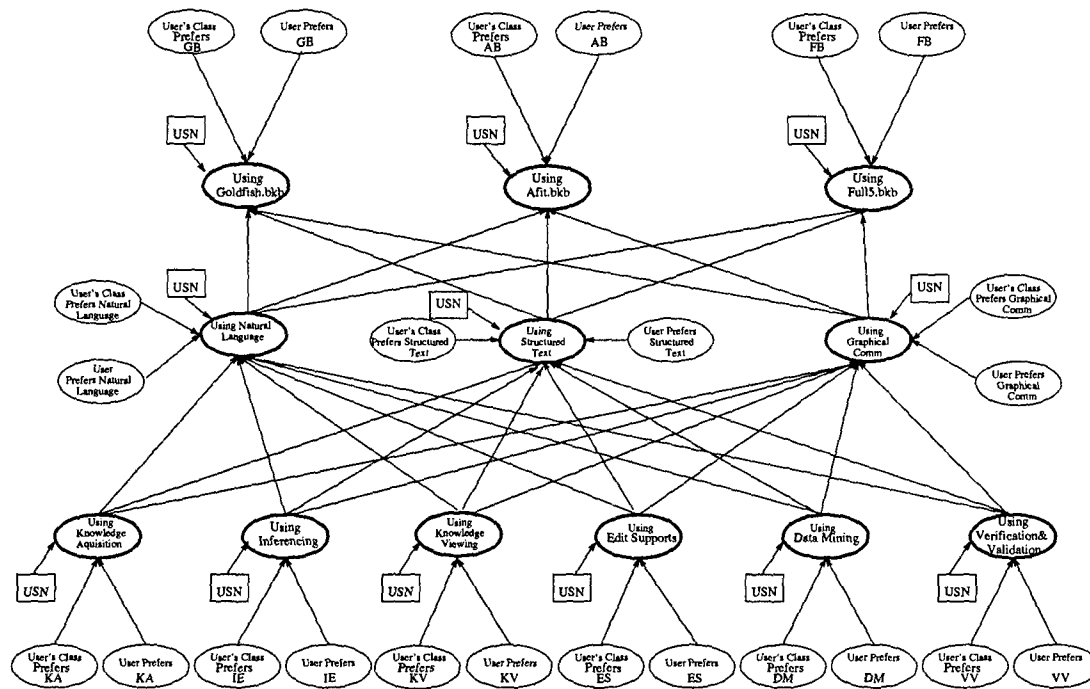 User's Class
Prefers
GB
User Prefers
GB
User's Class
Prefers
AB
User Prefers
AB
User's Class
Prefers
FB
User Prefers
FB
USN
USN
USN
Using
Goldfish.bkb
Using
Afit.bkb
Using
Full5.bkb
User's Class
Prefers Natural
Language
USN
Using Natural
Language
User
Prefers Natural
Language
USN
User's Class
Prefers Structured
Text
Using
Structured
Text
User Prefers
Structured
Text
USN
Using
Graphical
Comm
User's Class
Prefers Graphical
Comm
User Prefers
Graphical
Comm
Using
Knowledge
Aquisition
Using
Inferencing
Using
Knowledge
Viewing
Using
Edit Supports
Using
Data Mining
Using
Verification&
Validation
USN
USN
USN
USN
USN
USN
User's Class
Prefers
KA
User Prefers
KA
User's Class
Prefers
IE
User Prefers
IE
User's Class
Prefers
KV
User Prefers
KV
User's Class
Prefers
ES
User Prefers
ES
User's Class
Prefers
DM
User Prefers
DM
User's Class
Prefers
VV
User Prefers
VV